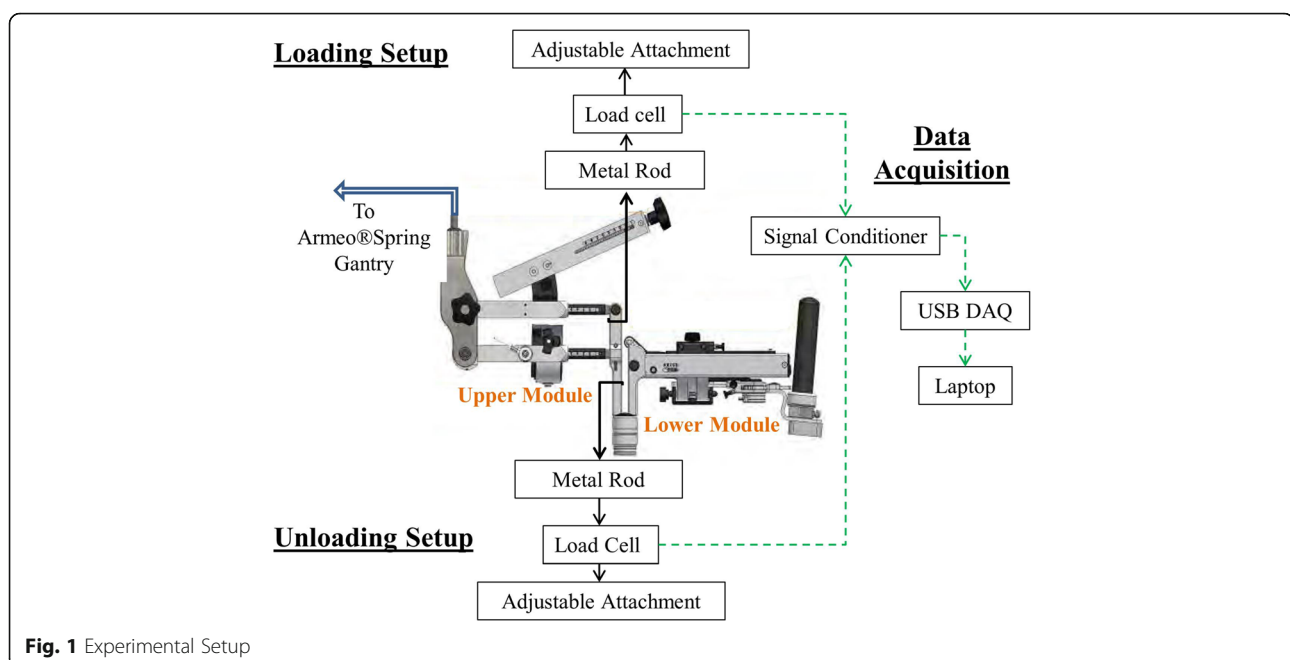 Loading Setup
Adjustable Attachment
Load cell
Metal Rod
Data
Acquisition
To
Armeo®Spring
Gantry
Signal Conditioner
USB DAQ
Laptop
Upper Module
Lower Module
Metal Rod
Unloading Setup
Load Cell
Adjustable Attachment
Fig. 1 Experimental Setup